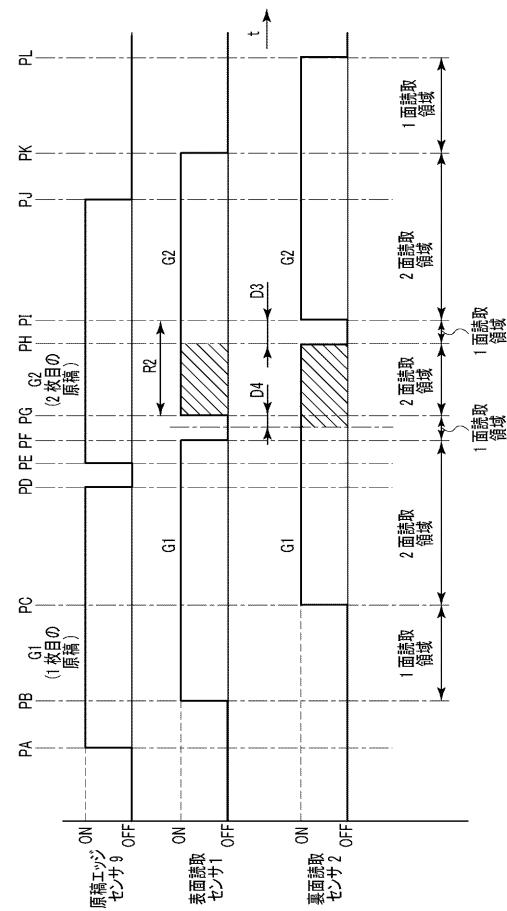 PA
PB
PC
PD
PE
PF
PG
PH
PI
PJ
PK
PL
G1
(1枚目の
原稿)
G2
(2枚目の
原稿)
原稿エッジ
センサ9
ON
OFF
表面読取
センサ1
ON
OFF
G1
R2
G2
t
D4
D3
裏面読取
センサ2
ON
OFF
G1
G2
1面読取
領域
2面読取
領域
1面読取
領域
2面読取
領域
1面読取
領域
2面読取
領域
1面読取
領域